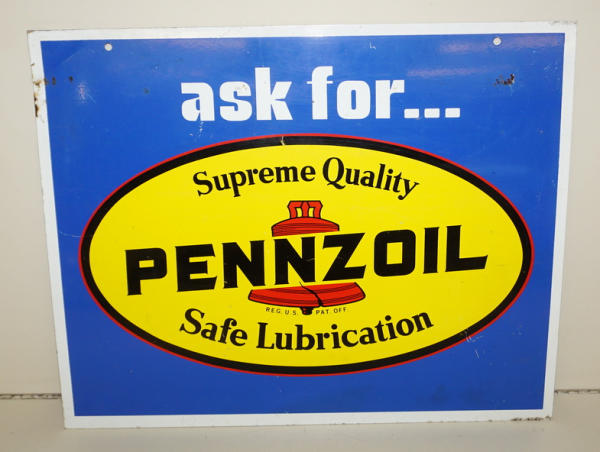 ask for...
Supreme Quality
PENNZOIL
REG. U.S. PAT. OFF.
Safe Lubrication